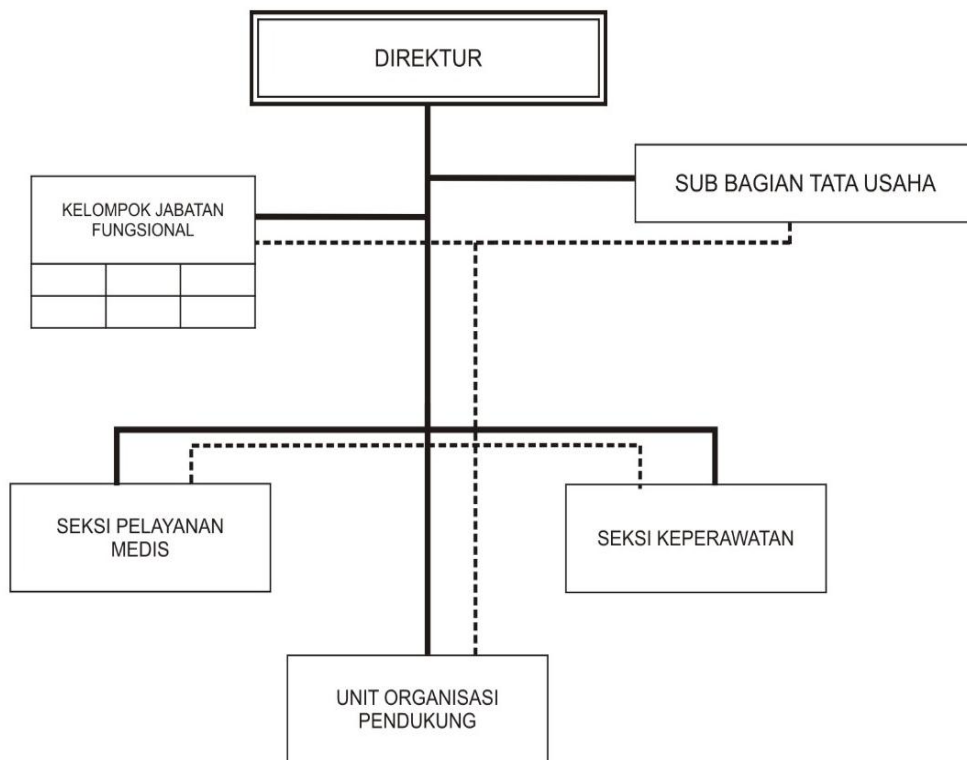 DIREKTUR
SUB BAGIAN TATA USAHA
KELOMPOK JABATAN
FUNGSIONAL
SEKSI PELAYANAN
MEDIS
SEKSI KEPERAWATAN
UNIT ORGANISASI
PENDUKUNG